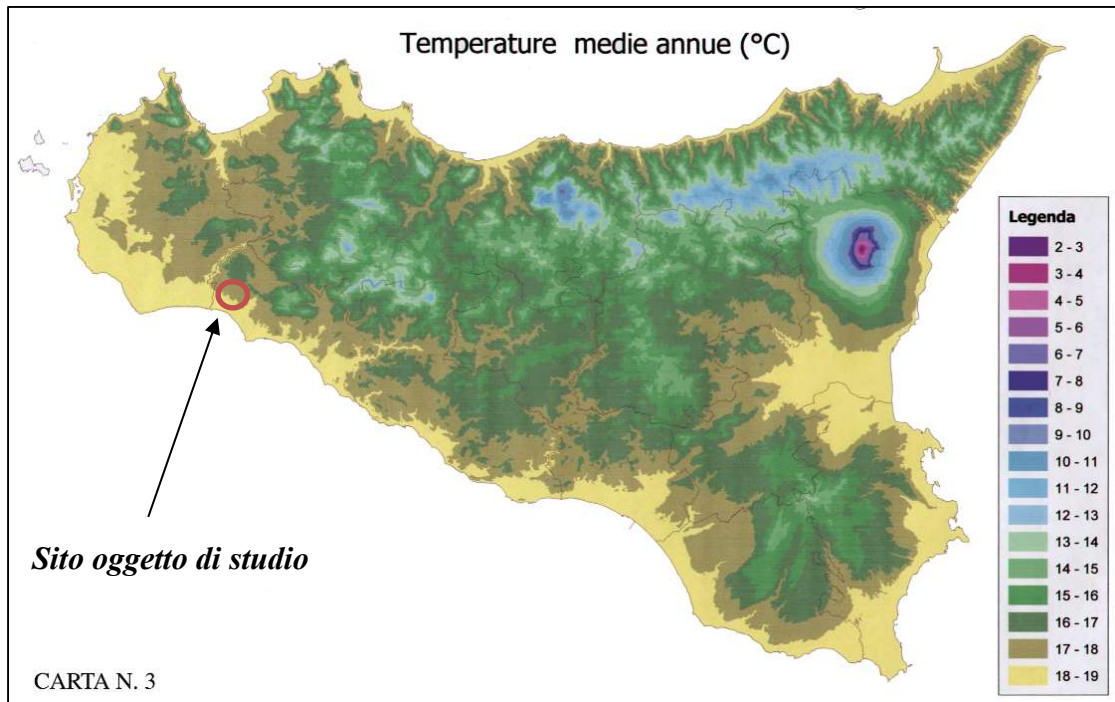 Temperature medie annue (°C)
Legenda
2 - 3
3 - 4
4 - 5
5 - 6
6 - 7
7 - 8
8 - 9
9 - 10
10 - 11
11 - 12
12 - 13
13 - 14
14 - 15
15 - 16
16 - 17
17 - 18
18 - 19
Sito oggetto di studio
CARTA N. 3